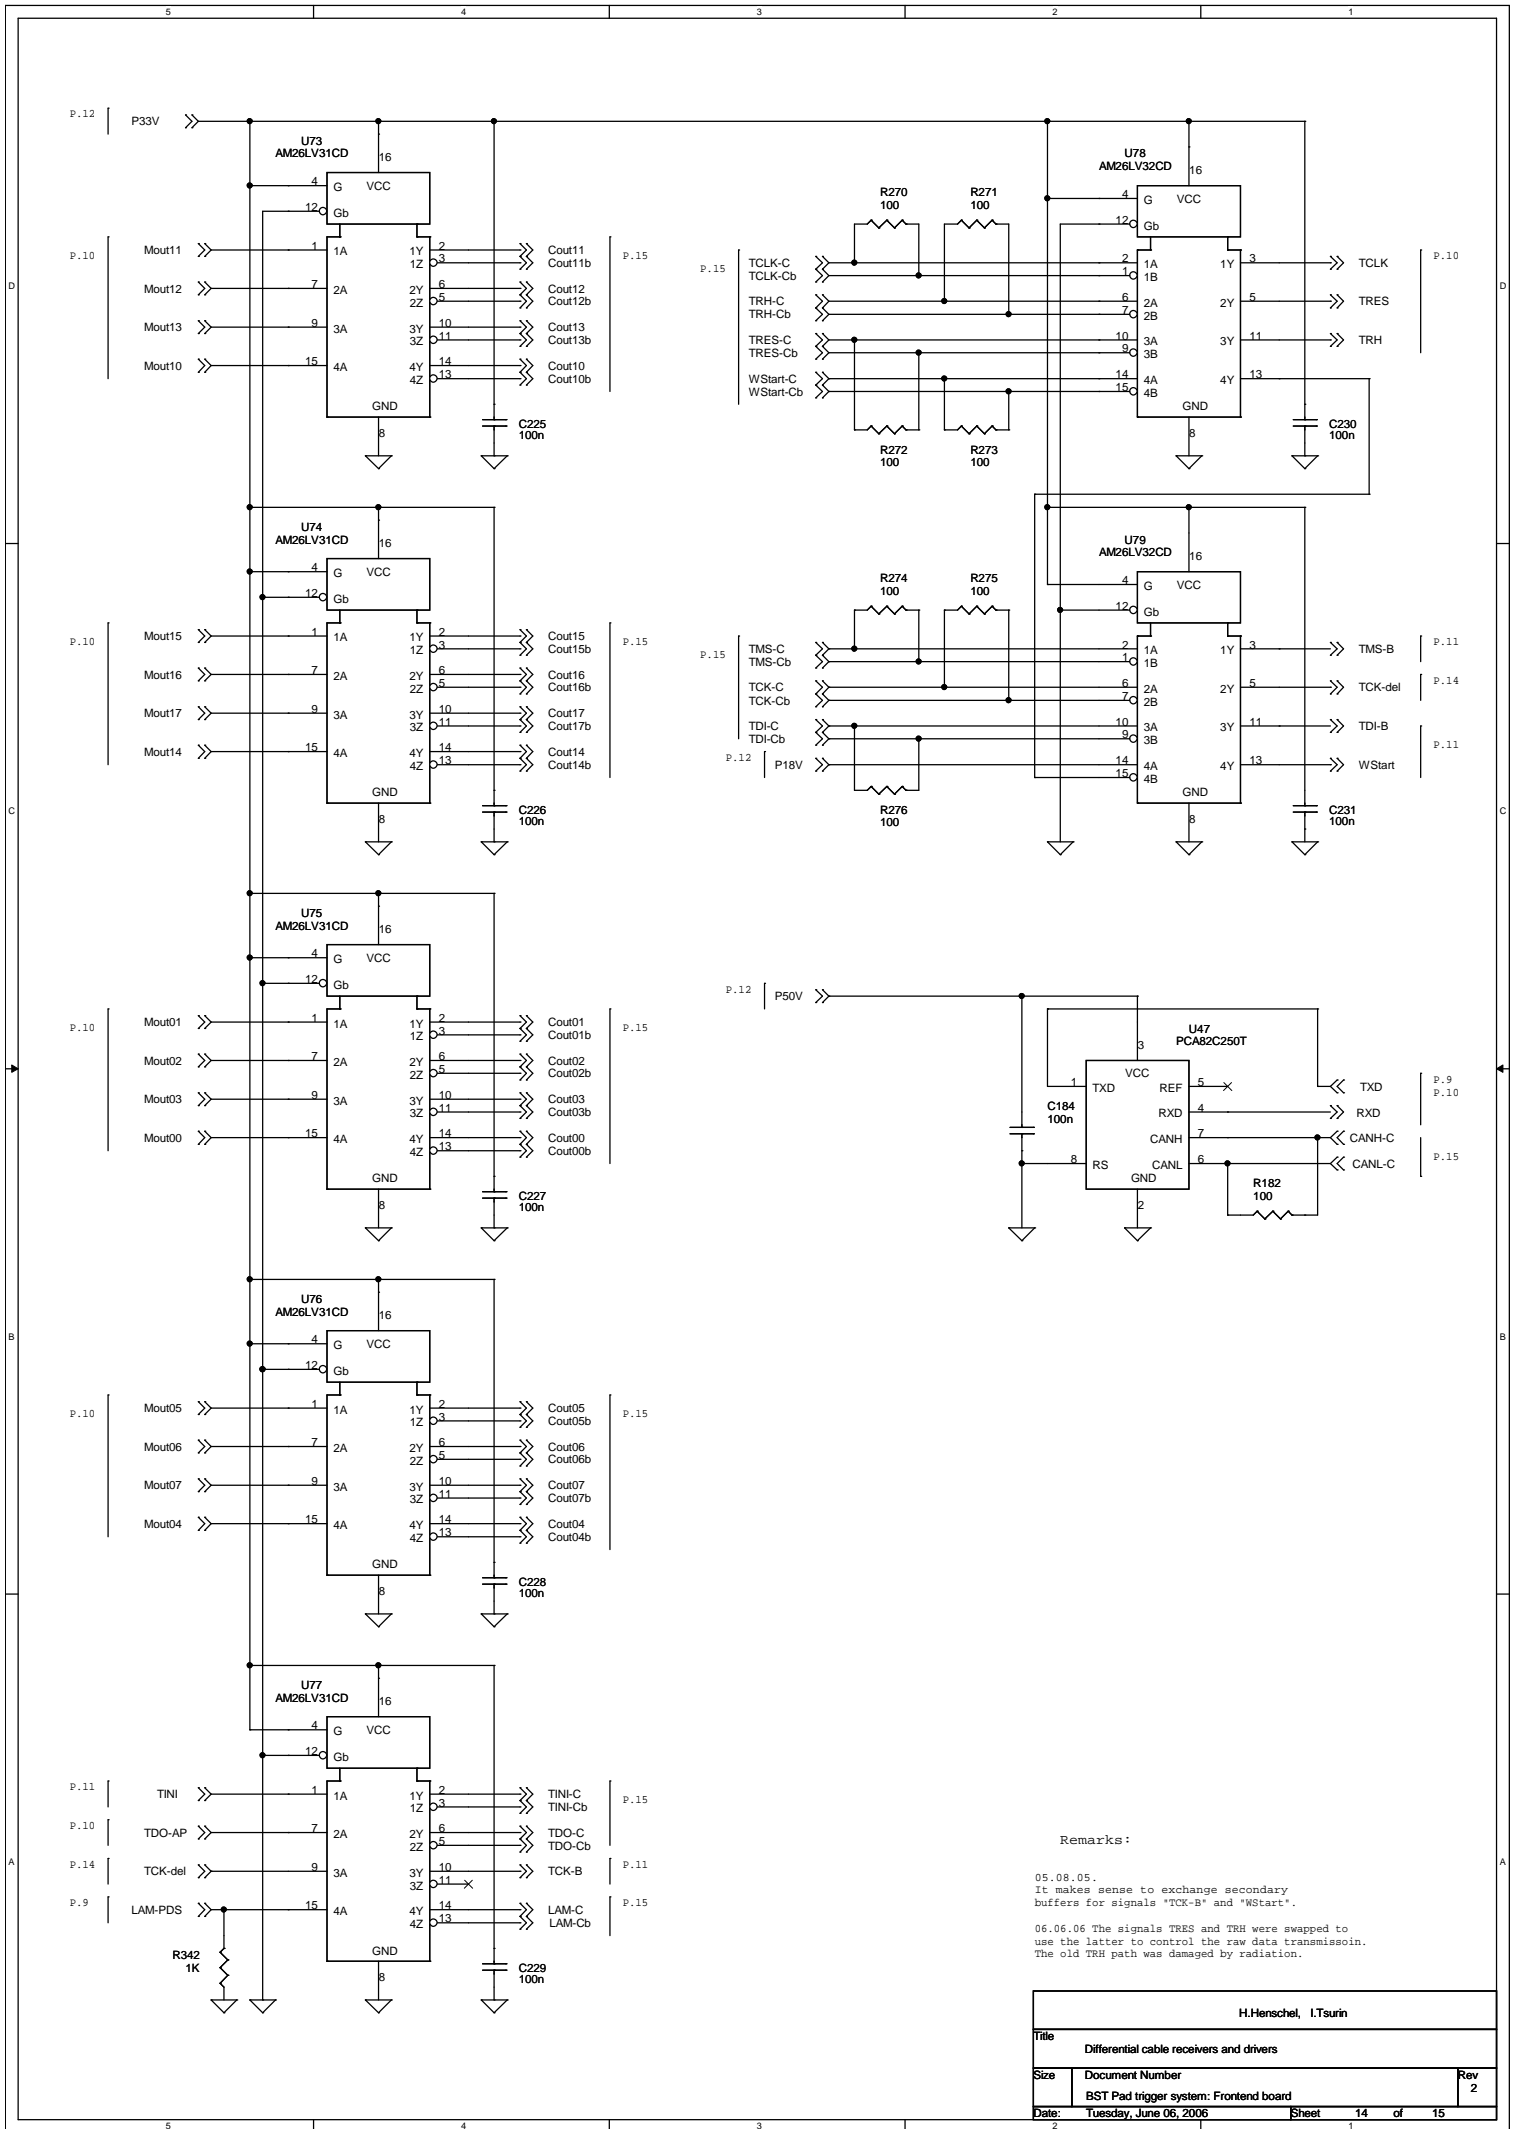 5 4 3 2 1
P.12 P33V
U73
AM26LV31CD
16
4 G VCC
12 Gb
P.10
Mout11 1 1A 1Y 2 Cout11
1Z 3 Cout11b
Mout12 7 2A 2Y 6 Cout12
2Z 5 Cout12b
Mout13 9 3A 3Y 10 Cout13
3Z 11 Cout13b
Mout10 15 4A 4Y 14 Cout10
4Z 13 Cout10b
P.15
GND
8
C225
100n
U74
AM26LV31CD
16
4 G VCC
12 Gb
P.10
Mout15 1 1A 1Y 2 Cout15
1Z 3 Cout15b
Mout16 7 2A 2Y 6 Cout16
2Z 5 Cout16b
Mout17 9 3A 3Y 10 Cout17
3Z 11 Cout17b
Mout14 15 4A 4Y 14 Cout14
4Z 13 Cout14b
P.15
GND
8
C226
100n
U75
AM26LV31CD
16
4 G VCC
12 Gb
P.10
Mout01 1 1A 1Y 2 Cout01
1Z 3 Cout01b
Mout02 7 2A 2Y 6 Cout02
2Z 5 Cout02b
Mout03 9 3A 3Y 10 Cout03
3Z 11 Cout03b
Mout00 15 4A 4Y 14 Cout00
4Z 13 Cout00b
P.15
GND
8
C227
100n
U76
AM26LV31CD
16
4 G VCC
12 Gb
P.10
Mout05 1 1A 1Y 2 Cout05
1Z 3 Cout05b
Mout06 7 2A 2Y 6 Cout06
2Z 5 Cout06b
Mout07 9 3A 3Y 10 Cout07
3Z 11 Cout07b
Mout04 15 4A 4Y 14 Cout04
4Z 13 Cout04b
P.15
GND
8
C228
100n
U77
AM26LV31CD
16
4 G VCC
12 Gb
P.11 TINI 1 1A 1Y 2 TINI-C P.15
1Z 3 TINI-Cb
P.10 TDO-AP 7 2A 2Y 6 TDO-C
2Z 5 TDO-Cb
P.14 TCK-del 9 3A 3Y 10 TCK-B P.11
3Z 11
P.9 LAM-PDS 15 4A 4Y 14 LAM-C P.15
4Z 13 LAM-Cb
GND
8
R342
1K
C229
100n
U78
AM26LV32CD
16
4 G VCC
12 Gb
R270
100
R271
100
P.15
TCLK-C 2 1A 1Y 3 TCLK P.10
TCLK-Cb 1 1B
TRH-C 6 2A 2Y 5 TRES
TRH-Cb 7 2B
TRES-C 10 3A 3Y 11 TRH
TRES-Cb 9 3B
WStart-C 14 4A 4Y 13
WStart-Cb 15 4B
GND
8
R272
100
R273
100
C230
100n
U79
AM26LV32CD
16
4 G VCC
12 Gb
R274
100
R275
100
P.15
TMS-C 2 1A 1Y 3 TMS-B P.11
TMS-Cb 1 1B
TCK-C 6 2A 2Y 5 TCK-del P.14
TCK-Cb 7 2B
TDI-C 10 3A 3Y 11 TDI-B P.11
TDI-Cb 9 3B
P.12 P18V 14 4A 4Y 13 WStart
15 4B
GND
8
R276
100
C231
100n
P.12 P50V
U47
PCA82C250T
3
VCC
1 TXD REF 5 TXD P.9
P.10
C184
100n
RXD 4 RXD
CANH 7 CANH-C
8 RS CANL 6 CANL-C P.15
GND
2
R182
100
D D
C C
B B
A A
Remarks:
05.08.05.
It makes sense to exchange secondary
buffers for signals "TCK-B" and "WStart".
06.06.06 The signals TRES and TRH were swapped to
use the latter to control the raw data transmissoin.
The old TRH path was damaged by radiation.
H.Henschel, I.Tsurin
Title
Differential cable receivers and drivers
Size Document Number Rev
BST Pad trigger system: Frontend board 2
Date: Tuesday, June 06, 2006 Sheet 14 of 15
5 4 3 2 1